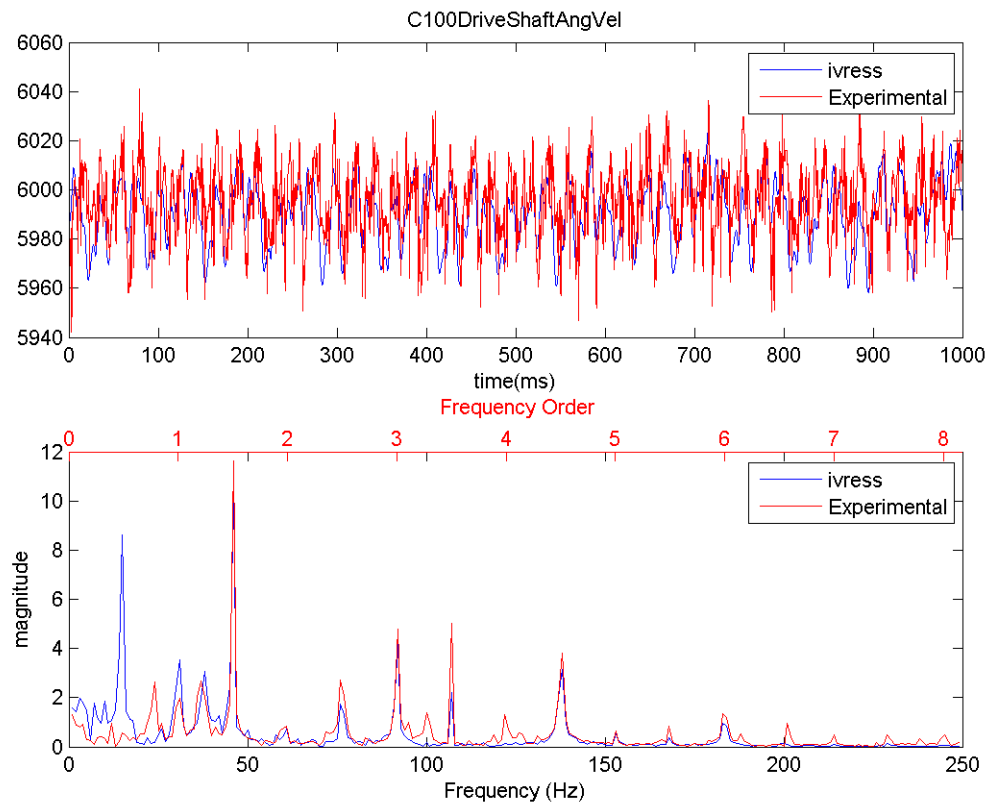 C100DriveShaftAngVel
6060
6040
6020
6000
5980
5960
5940
ivress
Experimental
0 100 200 300 400 500 600 700 800 900 1000
time(ms)
Frequency Order
0 1 2 3 4 5 6 7 8
12
10
8
6
4
2
0
magnitude
ivress
Experimental
0 50 100 150 200 250
Frequency (Hz)